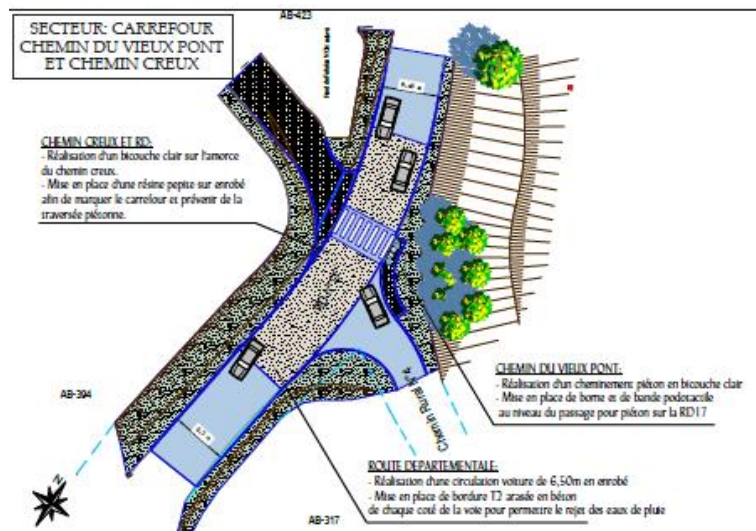 AB-423
SECTEUR: CARREFOUR
CHEMIN DU VIEUX PONT
ET CHEMIN CREUX
CHEMIN CREUX ET RD:
- Réalisation d'un bicouche clair sur l'amorce
du chemin creux.
- Mise en place d'une résine pepite sur enrobé
afin de marquer le carrefour et prévenir de la
traversée piétonne.
CHEMIN DU VIEUX PONT:
- Réalisation d'un cheminement piéton en bicouche clair
- Mise en place de borne et de bande podotactile
au niveau du passage pour piéton sur la RD17
Chemin Rural n°4
AB-394
N
ROUTE DEPARTEMENTALE:
- Réalisation d'une circulation voiture de 6,50m en enrobé
- Mise en place de bordure T2 arasée en béton
de chaque coté de la voie pour permettre le rejet des eaux de pluie
AB-317